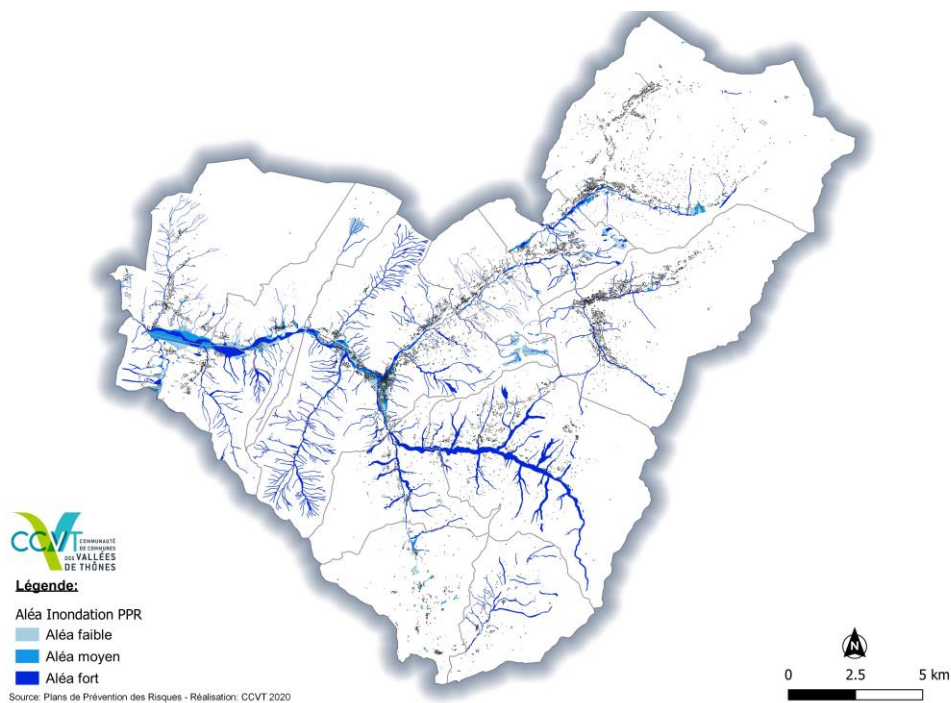 CCVT
COMMUNAUTÉ
DE COMMUNES
DES VALLÉES
DE THÔNES
Légende:
Aléa Inondation PPR
Aléa faible
Aléa moyen
Aléa fort
Source: Plans de Prévention des Risques - Réalisation: CCVT 2020
N
0 2.5 5 km